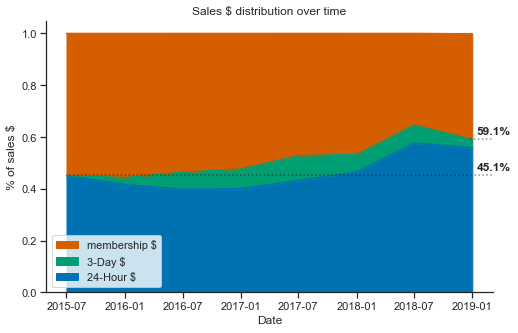 Sales $ distribution over time
% of sales $
1.0
0.8
0.6
0.4
0.2
0.0
59.1%
45.1%
membership $
3-Day $
24-Hour $
2015-07 2016-01 2016-07 2017-01 2017-07 2018-01 2018-07 2019-01
Date